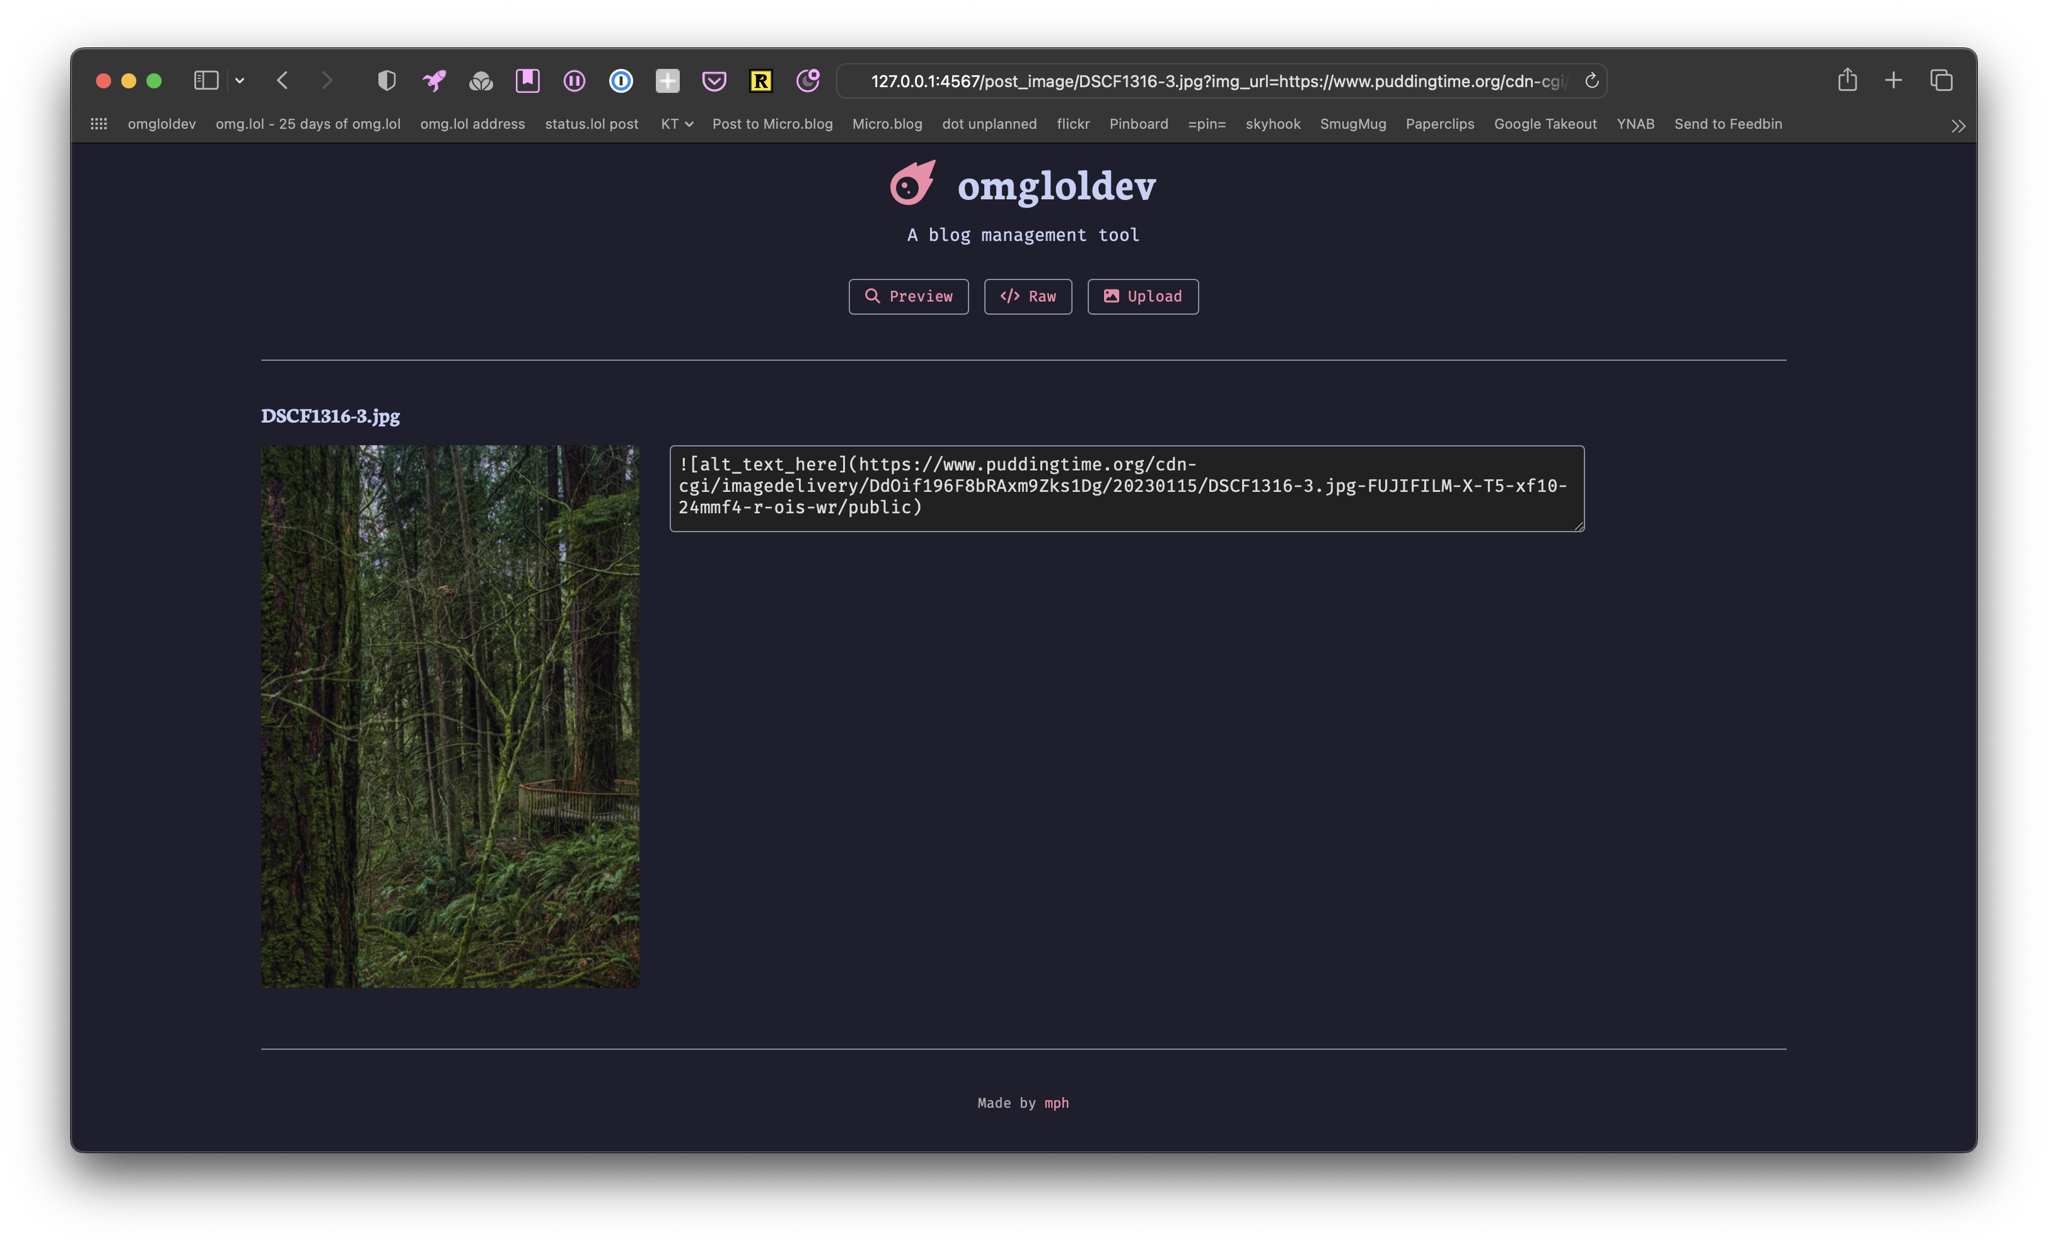 127.0.0.1:4567/post_image/DSCF1316-3.jpg?img_url=https://www.puddingtime.org/cdn-cgi/
omgloldev omg.lol - 25 days of omg.lol omg.lol address status.lol post KT Post to Micro.blog Micro.blog dot unplanned flickr Pinboard =pin= skyhook SmugMug Paperclips Google Takeout YNAB Send to Feedbin
omgloldev
A blog management tool
Preview </> Raw Upload
DSCF1316-3.jpg
![alt_text_here](https://www.puddingtime.org/cdn-
cgi/imagedelivery/DdOif196F8bRAxm9Zks1Dg/20230115/DSCF1316-3.jpg-FUJIFILM-X-T5-xf10-
24mmf4-r-ois-wr/public)
Made by mph